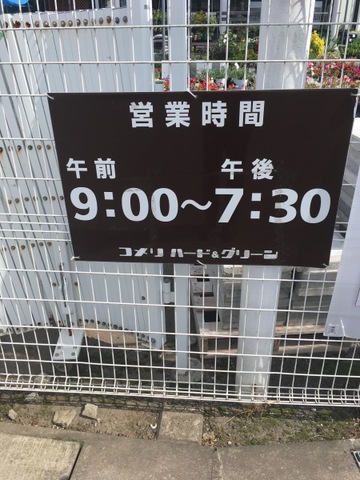 営業時間
午前 午後
9:00～7:30
コメリ ハード&グリーン